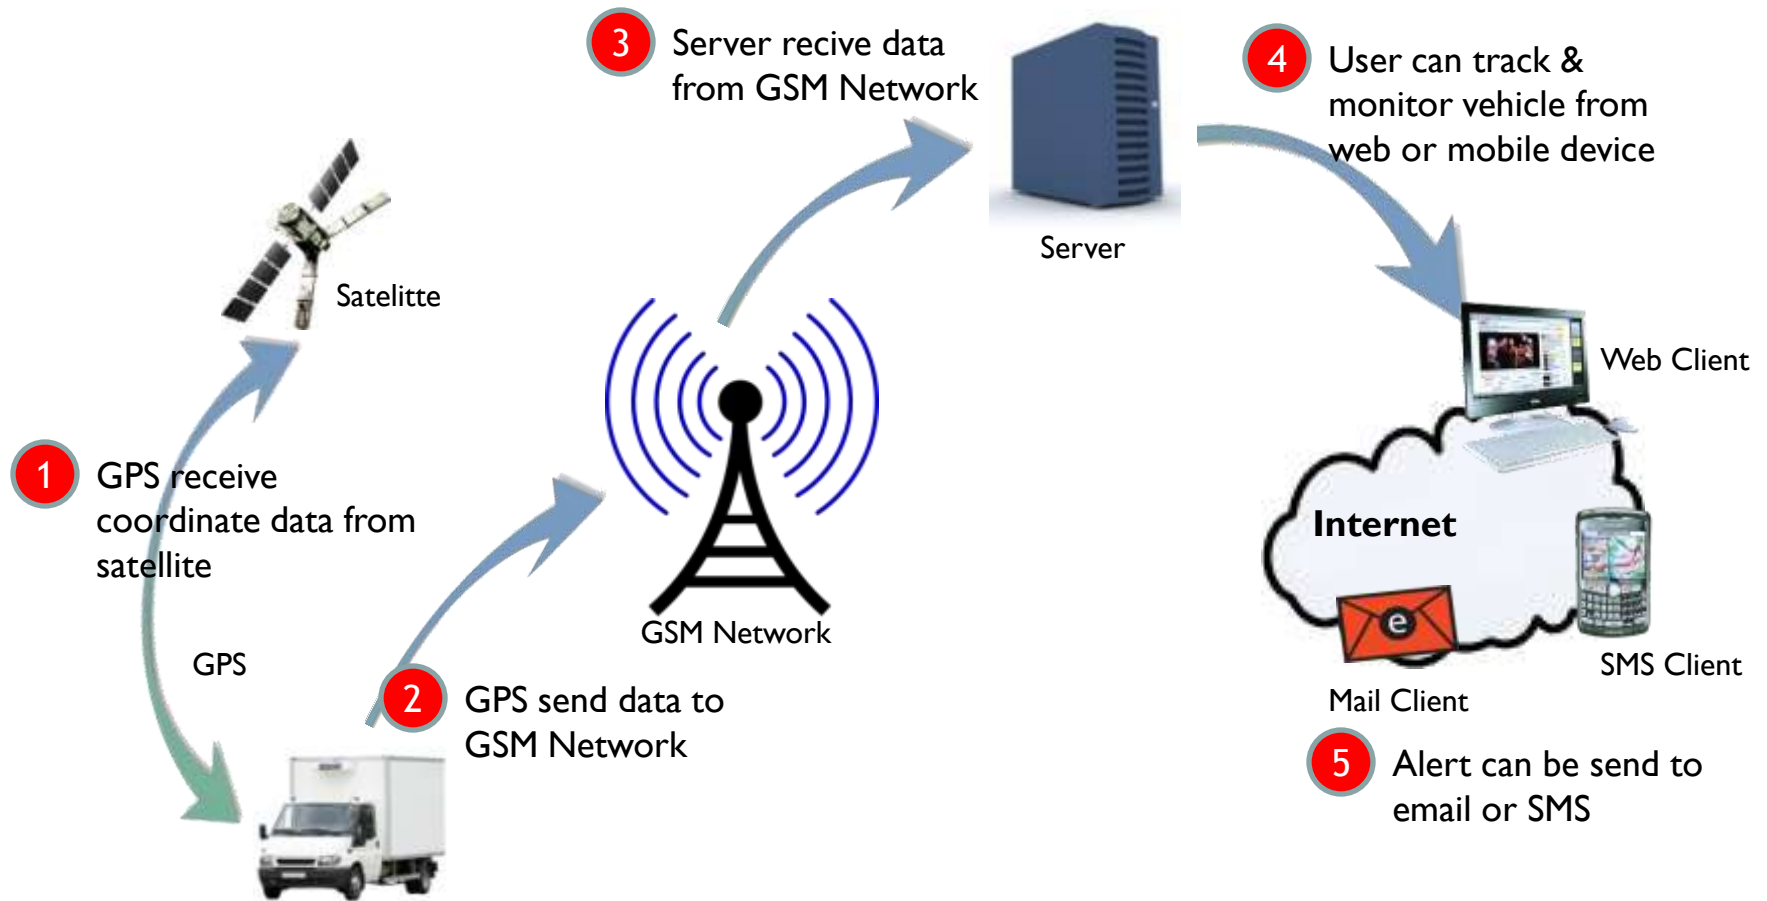 3
Server recive data
from GSM Network
4
User can track &
monitor vehicle from
web or mobile device
Server
Satelitte
Web Client
1
GPS receive
coordinate data from
satellite
Internet
e
GSM Network
GPS
SMS Client
2
GPS send data to
GSM Network
Mail Client
5
Alert can be send to
email or SMS